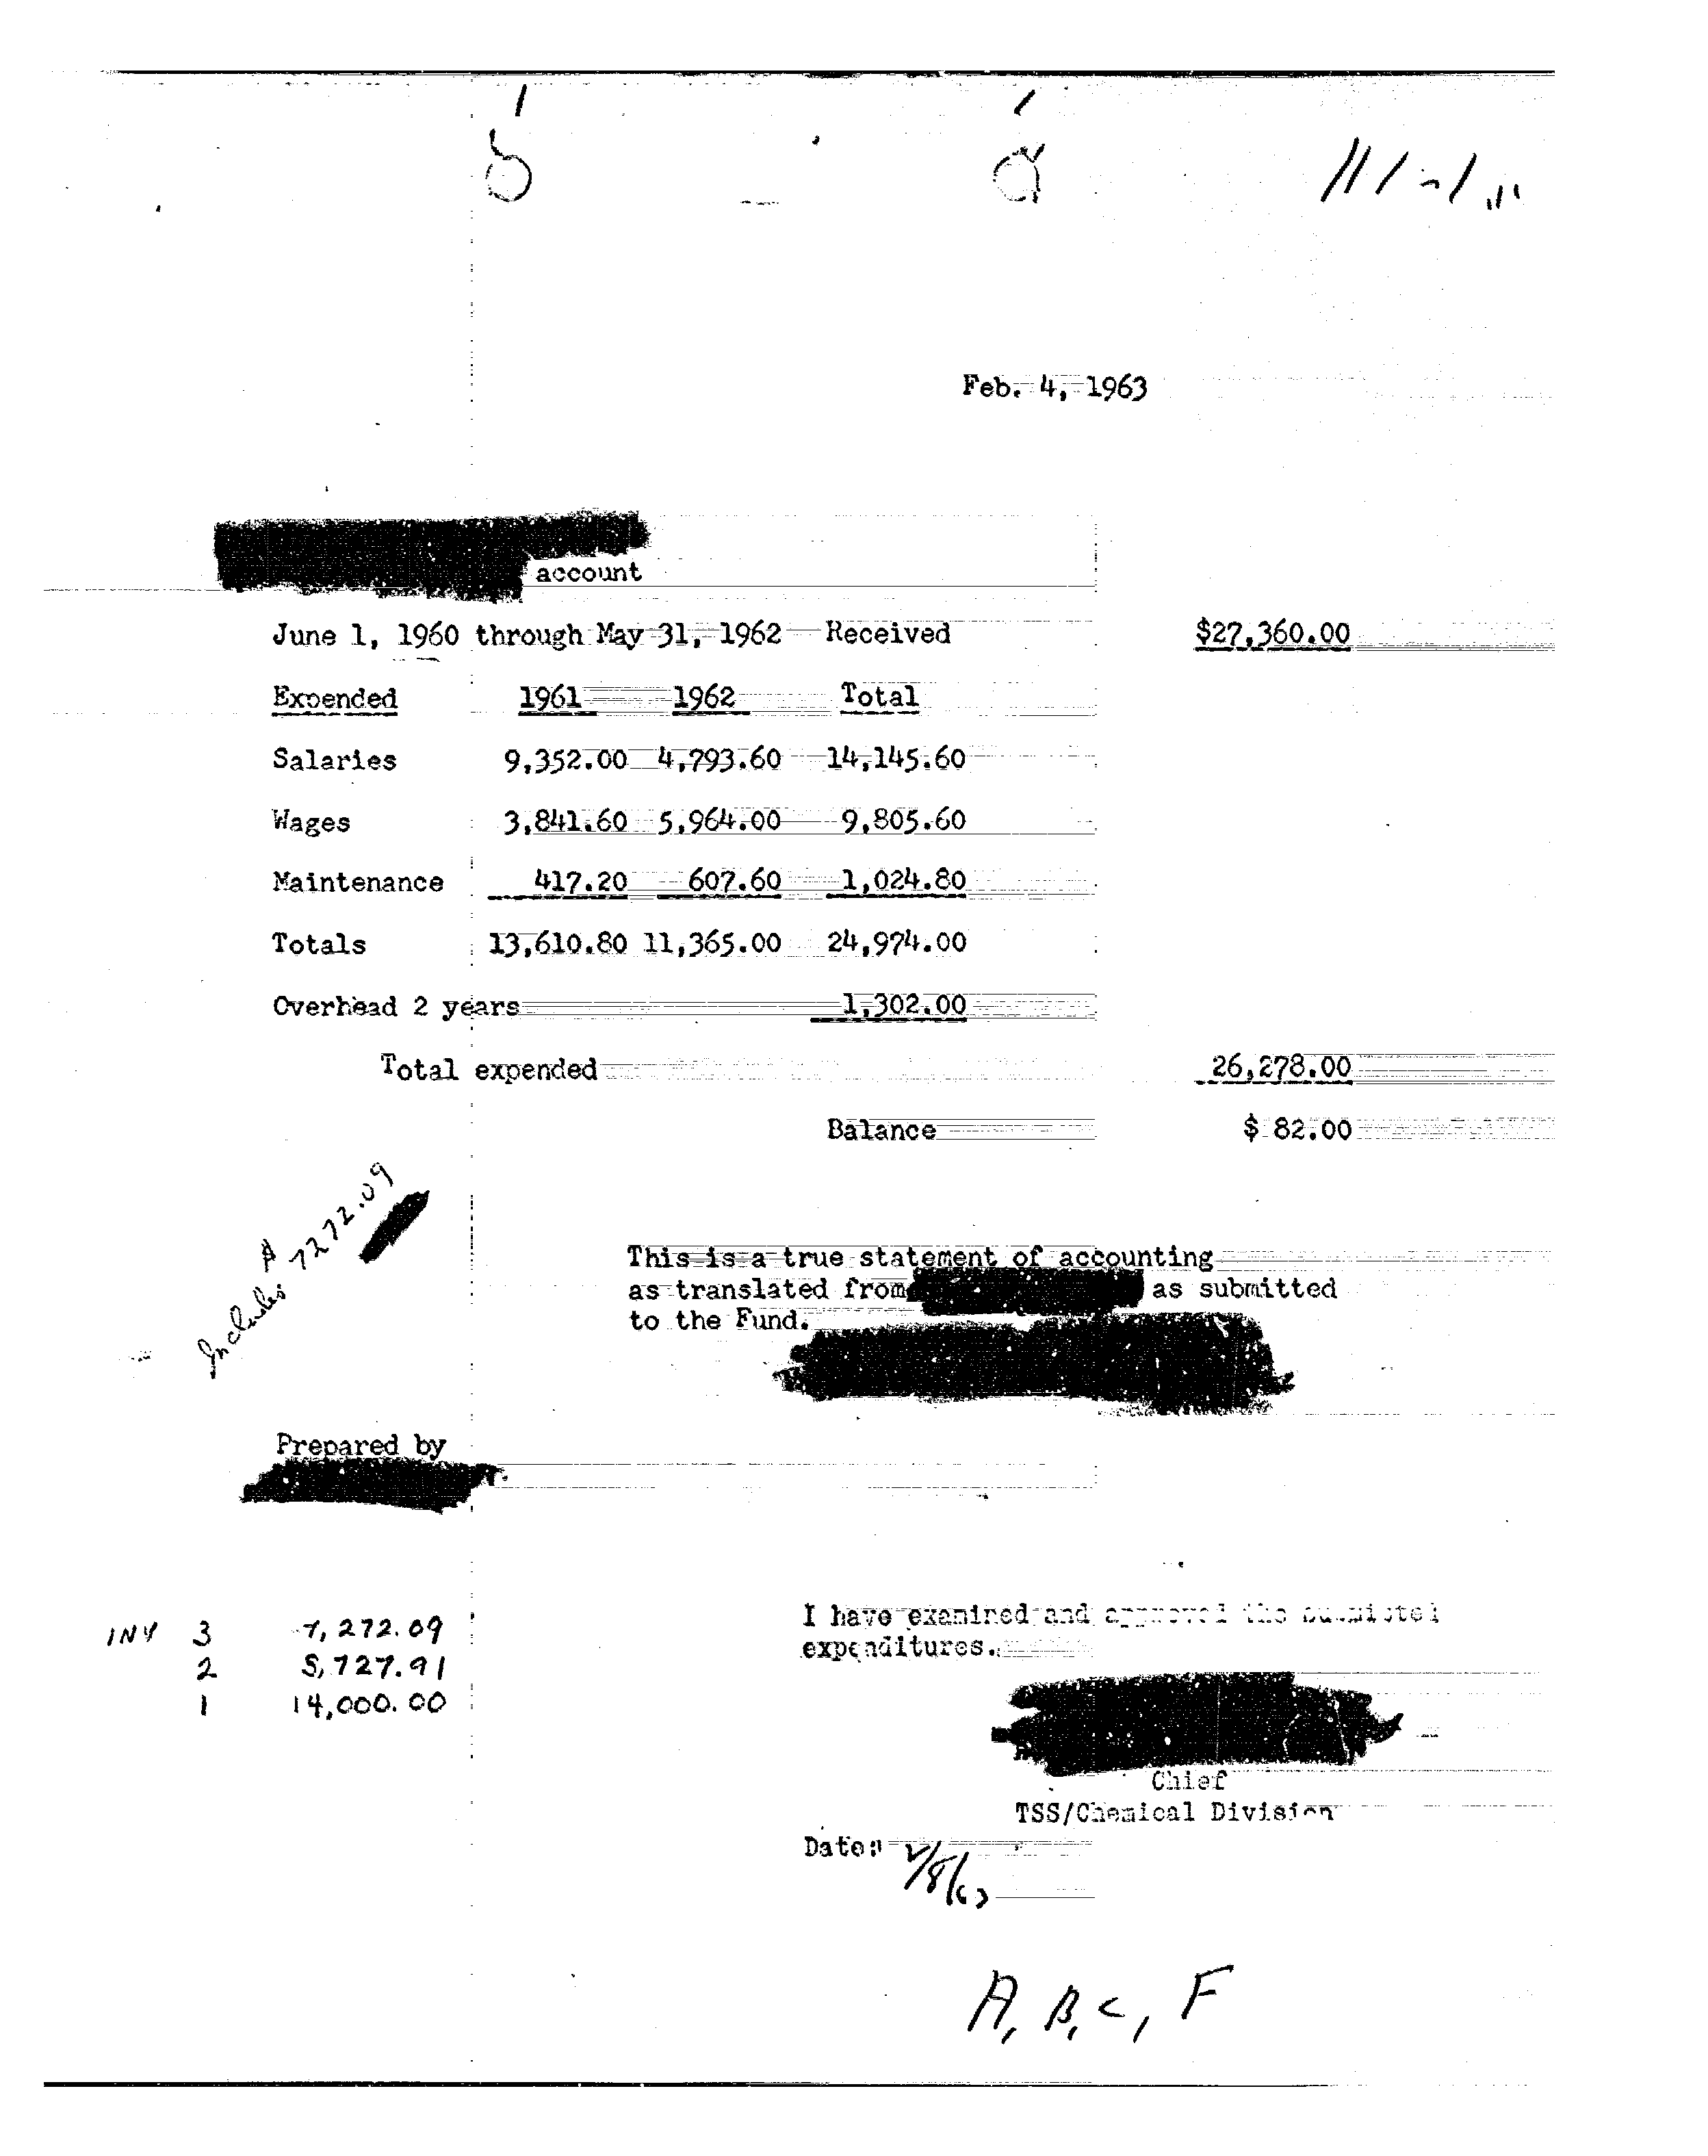 Feb. 4, 1963
account
June 1, 1960 through May 31, 1962 Received $27,360.00
Expended 1961 1962 Total
Salaries 9,352.00 4,793.60 14,145.60
Wages 3,841.60 5,964.00 9,805.60
Maintenance 417.20 607.60 1,024.80
Totals 13,610.80 11,365.00 24,974.00
Overhead 2 years 1,302.00
Total expended 26,278.00
Balance $ 82.00
Includes 7272.09
This is a true statement of accounting
as translated from as submitted
to the Fund.
Prepared by
I have examined and approved the submitted
expenditures.
INV 3 7,272.09
2 5,727.91
1 14,000.00
Chief
TSS/Chemical Division
Date: 2/8/63
A, B, C, F